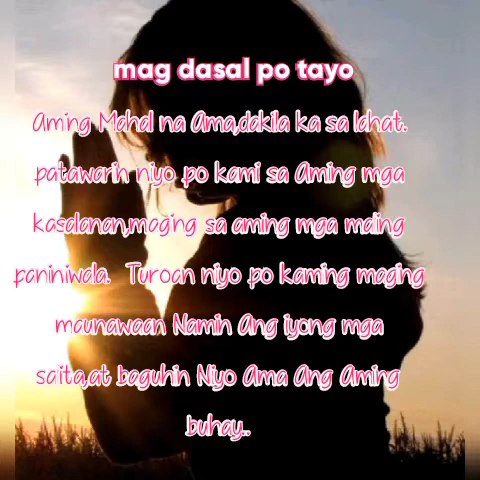 mag dasal po tayo
Aming Mahal na Ama,dakila ka sa lahat.
patawarin niyo .po kami sa Aming mga
kasalanan,maging sa aming mga maling
paniniwala. Turoan niyo .po kaming maging
maunawaan Namin Ang iyong mga
salita,at .baguhin Niyo Ama Ang Aming
buhay..